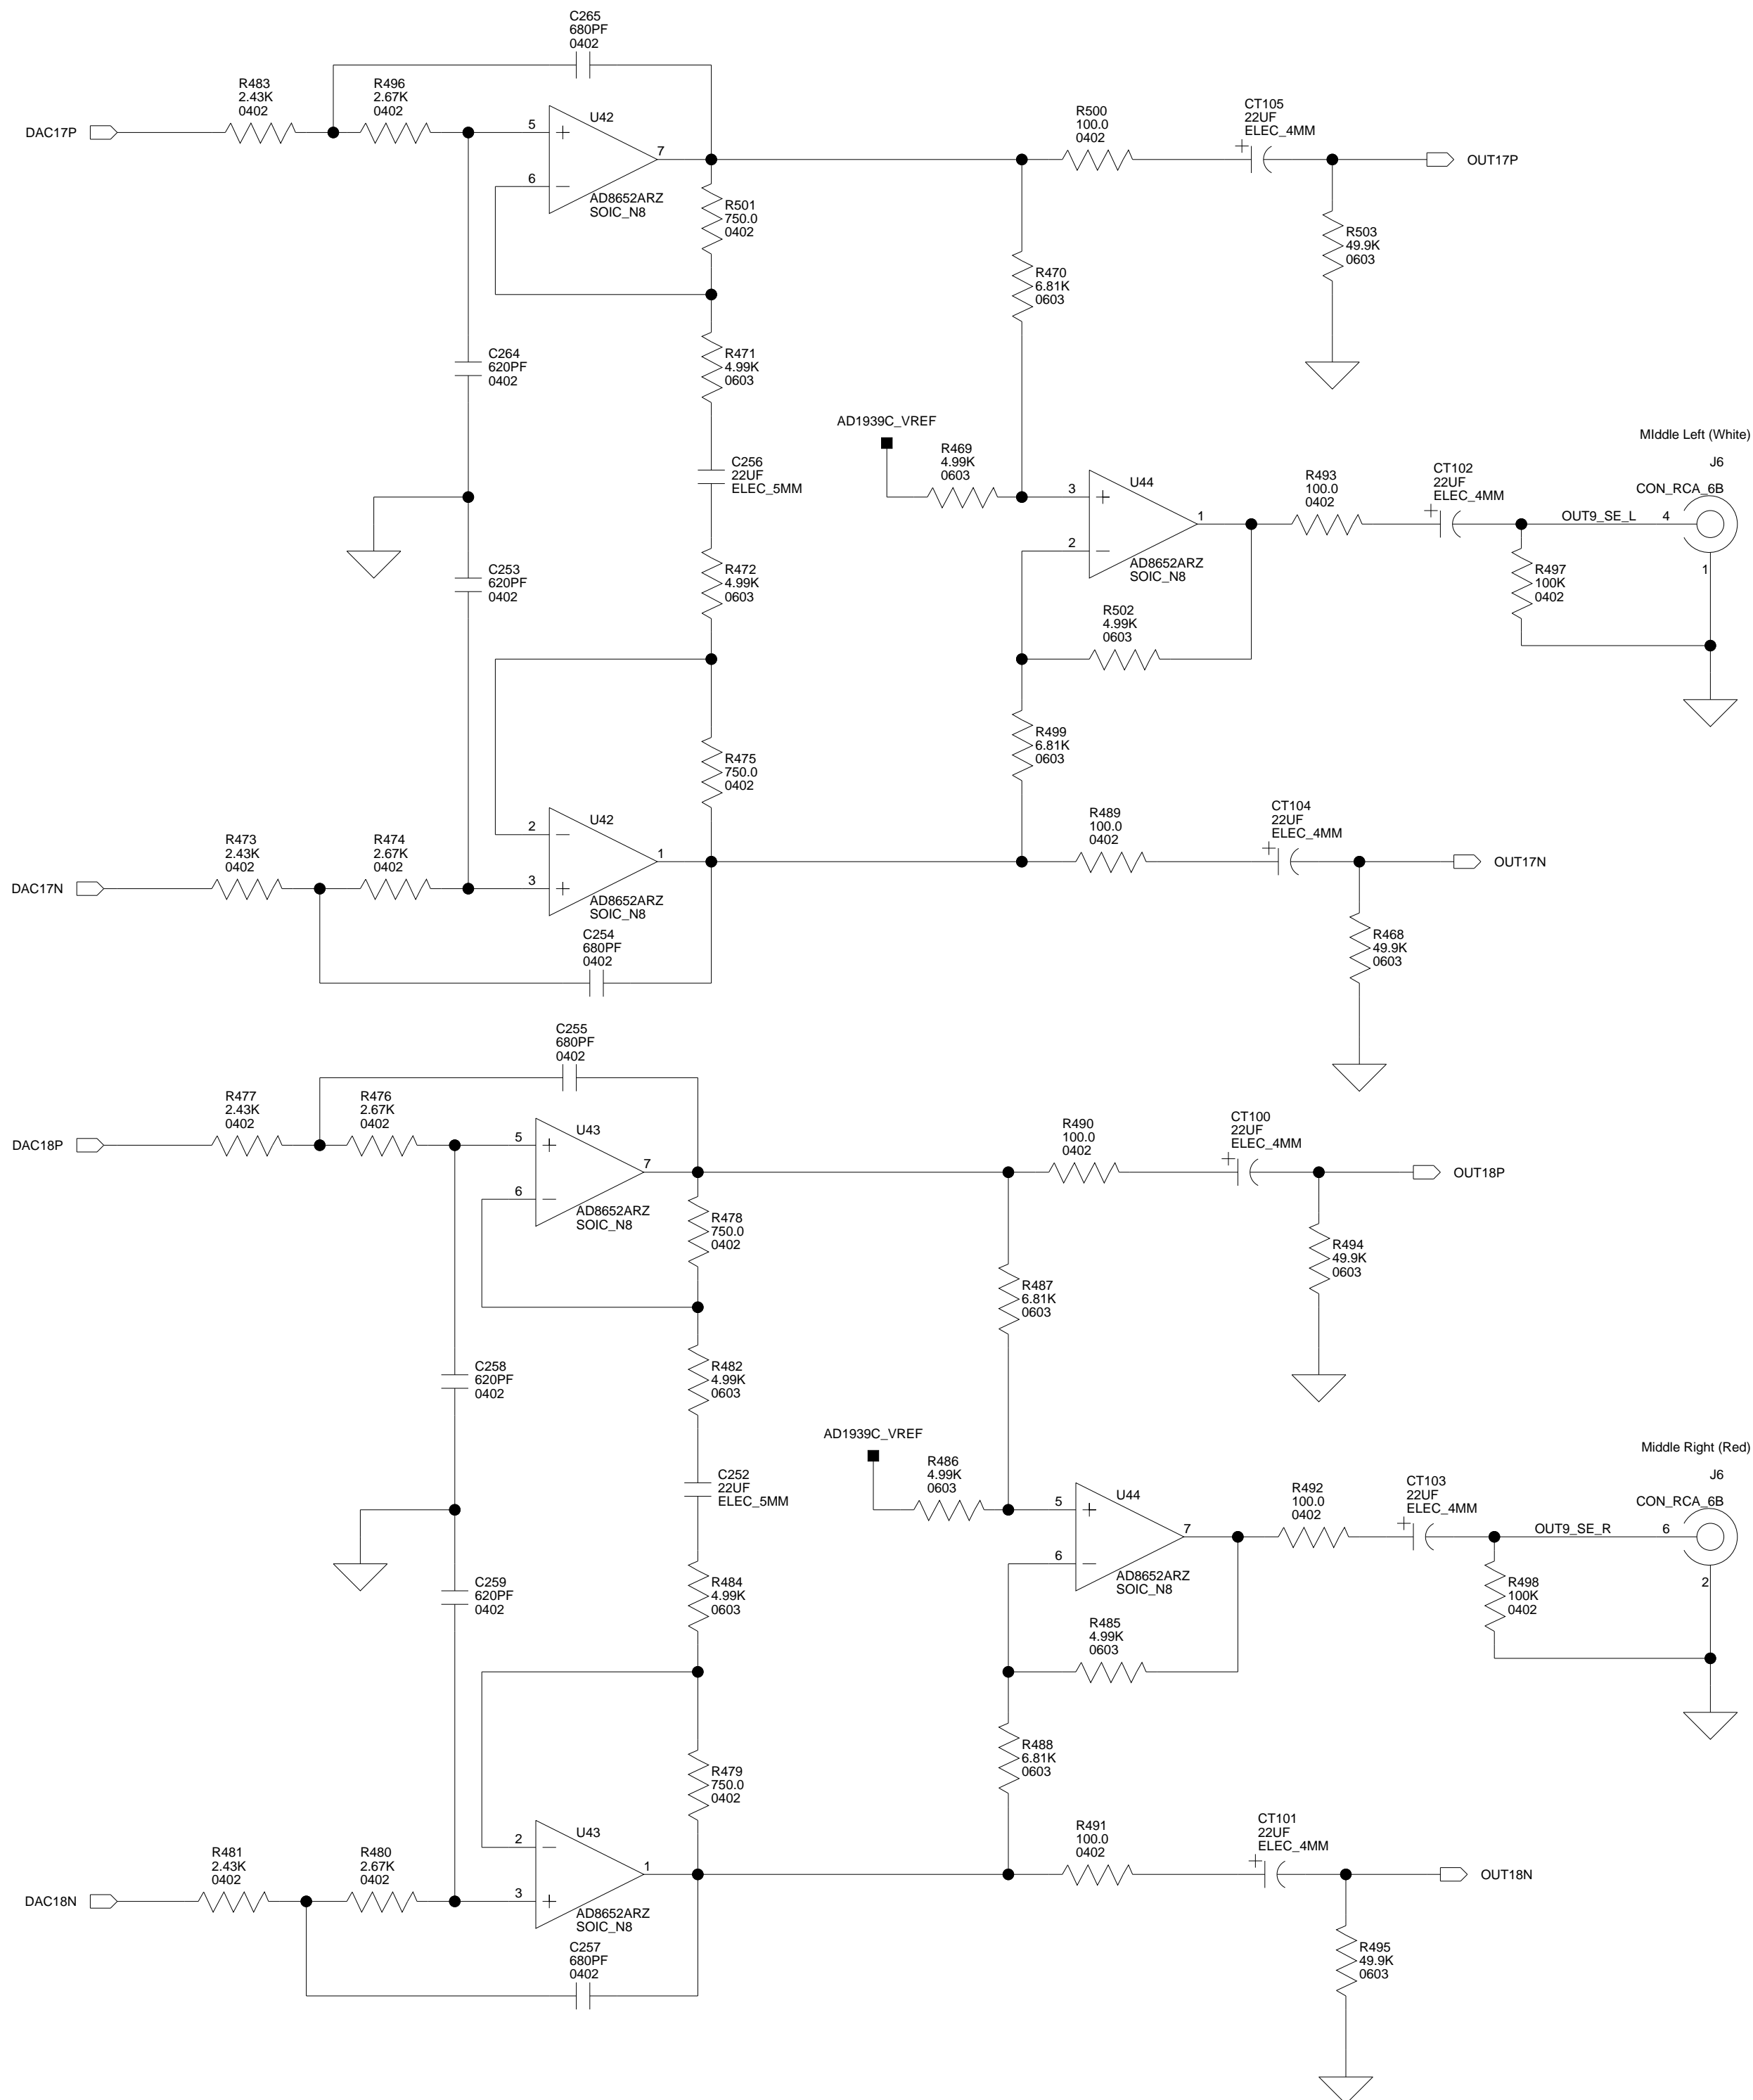 C265
680PF
0402
R483
2.43K
0402
R496
2.67K
0402
DAC17P
5
6
7
U42
AD8652ARZ
SOIC_N8
R501
750.0
0402
R500
100.0
0402
CT105
22UF
ELEC_4MM
+
OUT17P
R503
49.9K
0603
R470
6.81K
0603
C264
620PF
0402
R471
4.99K
0603
AD1939C_VREF
R469
4.99K
0603
C256
22UF
ELEC_5MM
3
2
1
U44
AD8652ARZ
SOIC_N8
R493
100.0
0402
CT102
22UF
ELEC_4MM
+
MIddle Left (White)
J6
CON_RCA_6B
OUT9_SE_L
4
1
R497
100K
0402
C253
620PF
0402
R472
4.99K
0603
R502
4.99K
0603
R499
6.81K
0603
R475
750.0
0402
R473
2.43K
0402
R474
2.67K
0402
DAC17N
2
3
1
U42
AD8652ARZ
SOIC_N8
C254
680PF
0402
R489
100.0
0402
CT104
22UF
ELEC_4MM
+
OUT17N
R468
49.9K
0603
C255
680PF
0402
R477
2.43K
0402
R476
2.67K
0402
DAC18P
5
6
7
U43
AD8652ARZ
SOIC_N8
R478
750.0
0402
R490
100.0
0402
CT100
22UF
ELEC_4MM
+
OUT18P
R494
49.9K
0603
R487
6.81K
0603
C258
620PF
0402
R482
4.99K
0603
AD1939C_VREF
R486
4.99K
0603
C252
22UF
ELEC_5MM
5
6
7
U44
AD8652ARZ
SOIC_N8
R492
100.0
0402
CT103
22UF
ELEC_4MM
+
Middle Right (Red)
J6
CON_RCA_6B
OUT9_SE_R
6
2
R498
100K
0402
C259
620PF
0402
R484
4.99K
0603
R485
4.99K
0603
R488
6.81K
0603
R479
750.0
0402
R481
2.43K
0402
R480
2.67K
0402
DAC18N
2
3
1
U43
AD8652ARZ
SOIC_N8
C257
680PF
0402
R491
100.0
0402
CT101
22UF
ELEC_4MM
+
OUT18N
R495
49.9K
0603